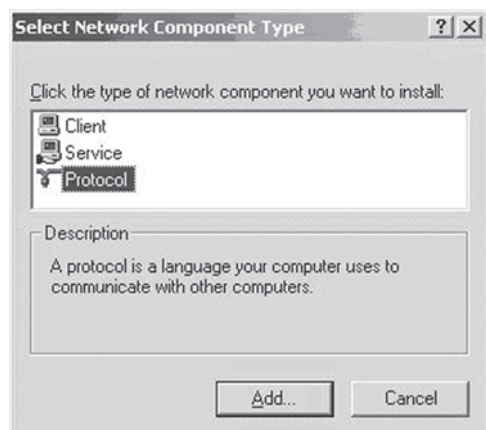 Select Network Component Type
? X
Click the type of network component you want to install:
Client
Service
Protocol
Description
A protocol is a language your computer uses to
communicate with other computers.
Add... Cancel